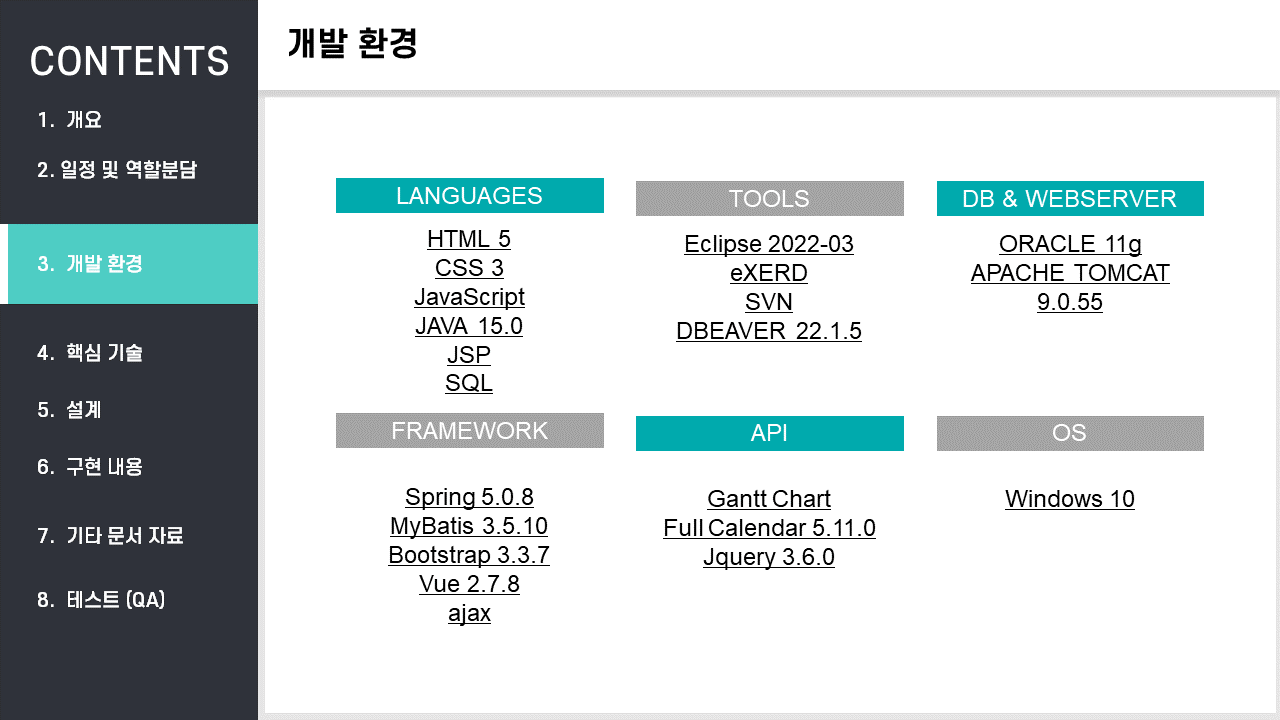 CONTENTS
1. 개요
2. 일정 및 역할분담
3. 개발 환경
4. 핵심 기술
5. 설계
6. 구현 내용
7. 기타 문서 자료
8. 테스트 (QA)
개발 환경
LANGUAGES
HTML 5
CSS 3
JavaScript
JAVA 15.0
JSP
SQL
TOOLS
Eclipse 2022-03
eXERD
SVN
DBEAVER 22.1.5
DB & WEBSERVER
ORACLE 11g
APACHE TOMCAT
9.0.55
FRAMEWORK
Spring 5.0.8
MyBatis 3.5.10
Bootstrap 3.3.7
Vue 2.7.8
ajax
API
Gantt Chart
Full Calendar 5.11.0
Jquery 3.6.0
OS
Windows 10